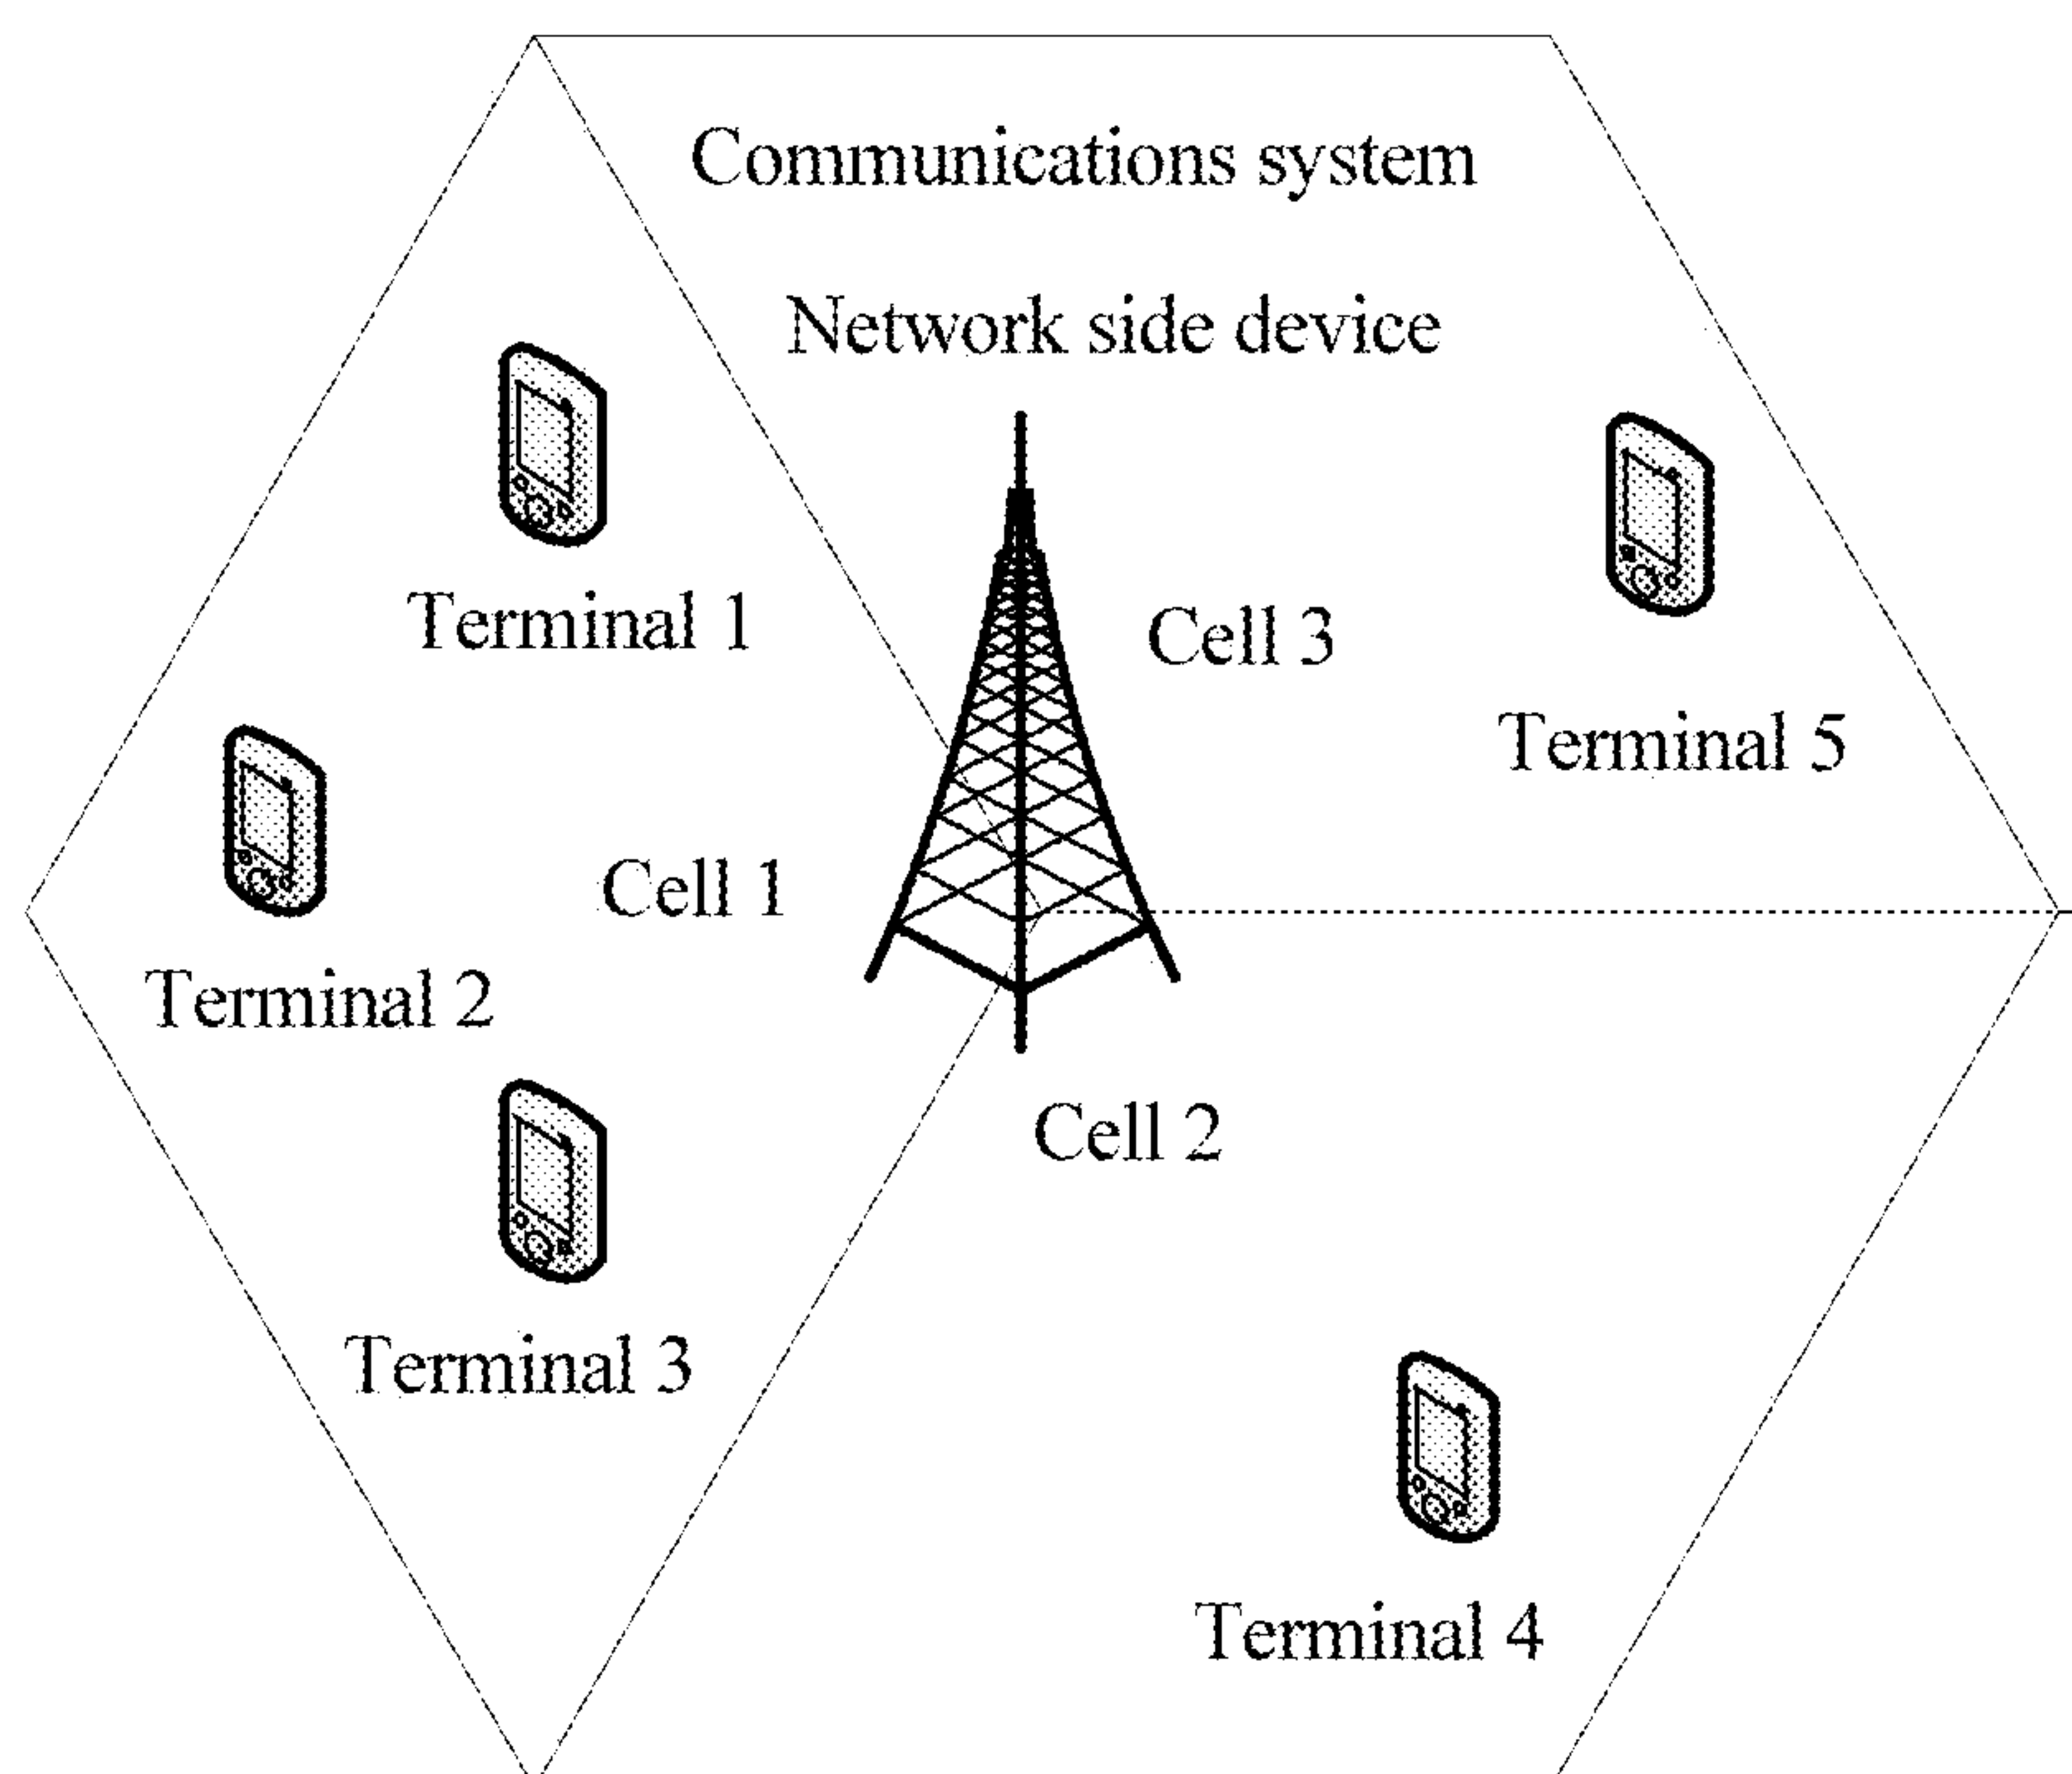 Communications system
Network side device
Terminal 1
Cell 3
Terminal 5
Cell 1
Terminal 2
Cell 2
Terminal 3
Terminal 4